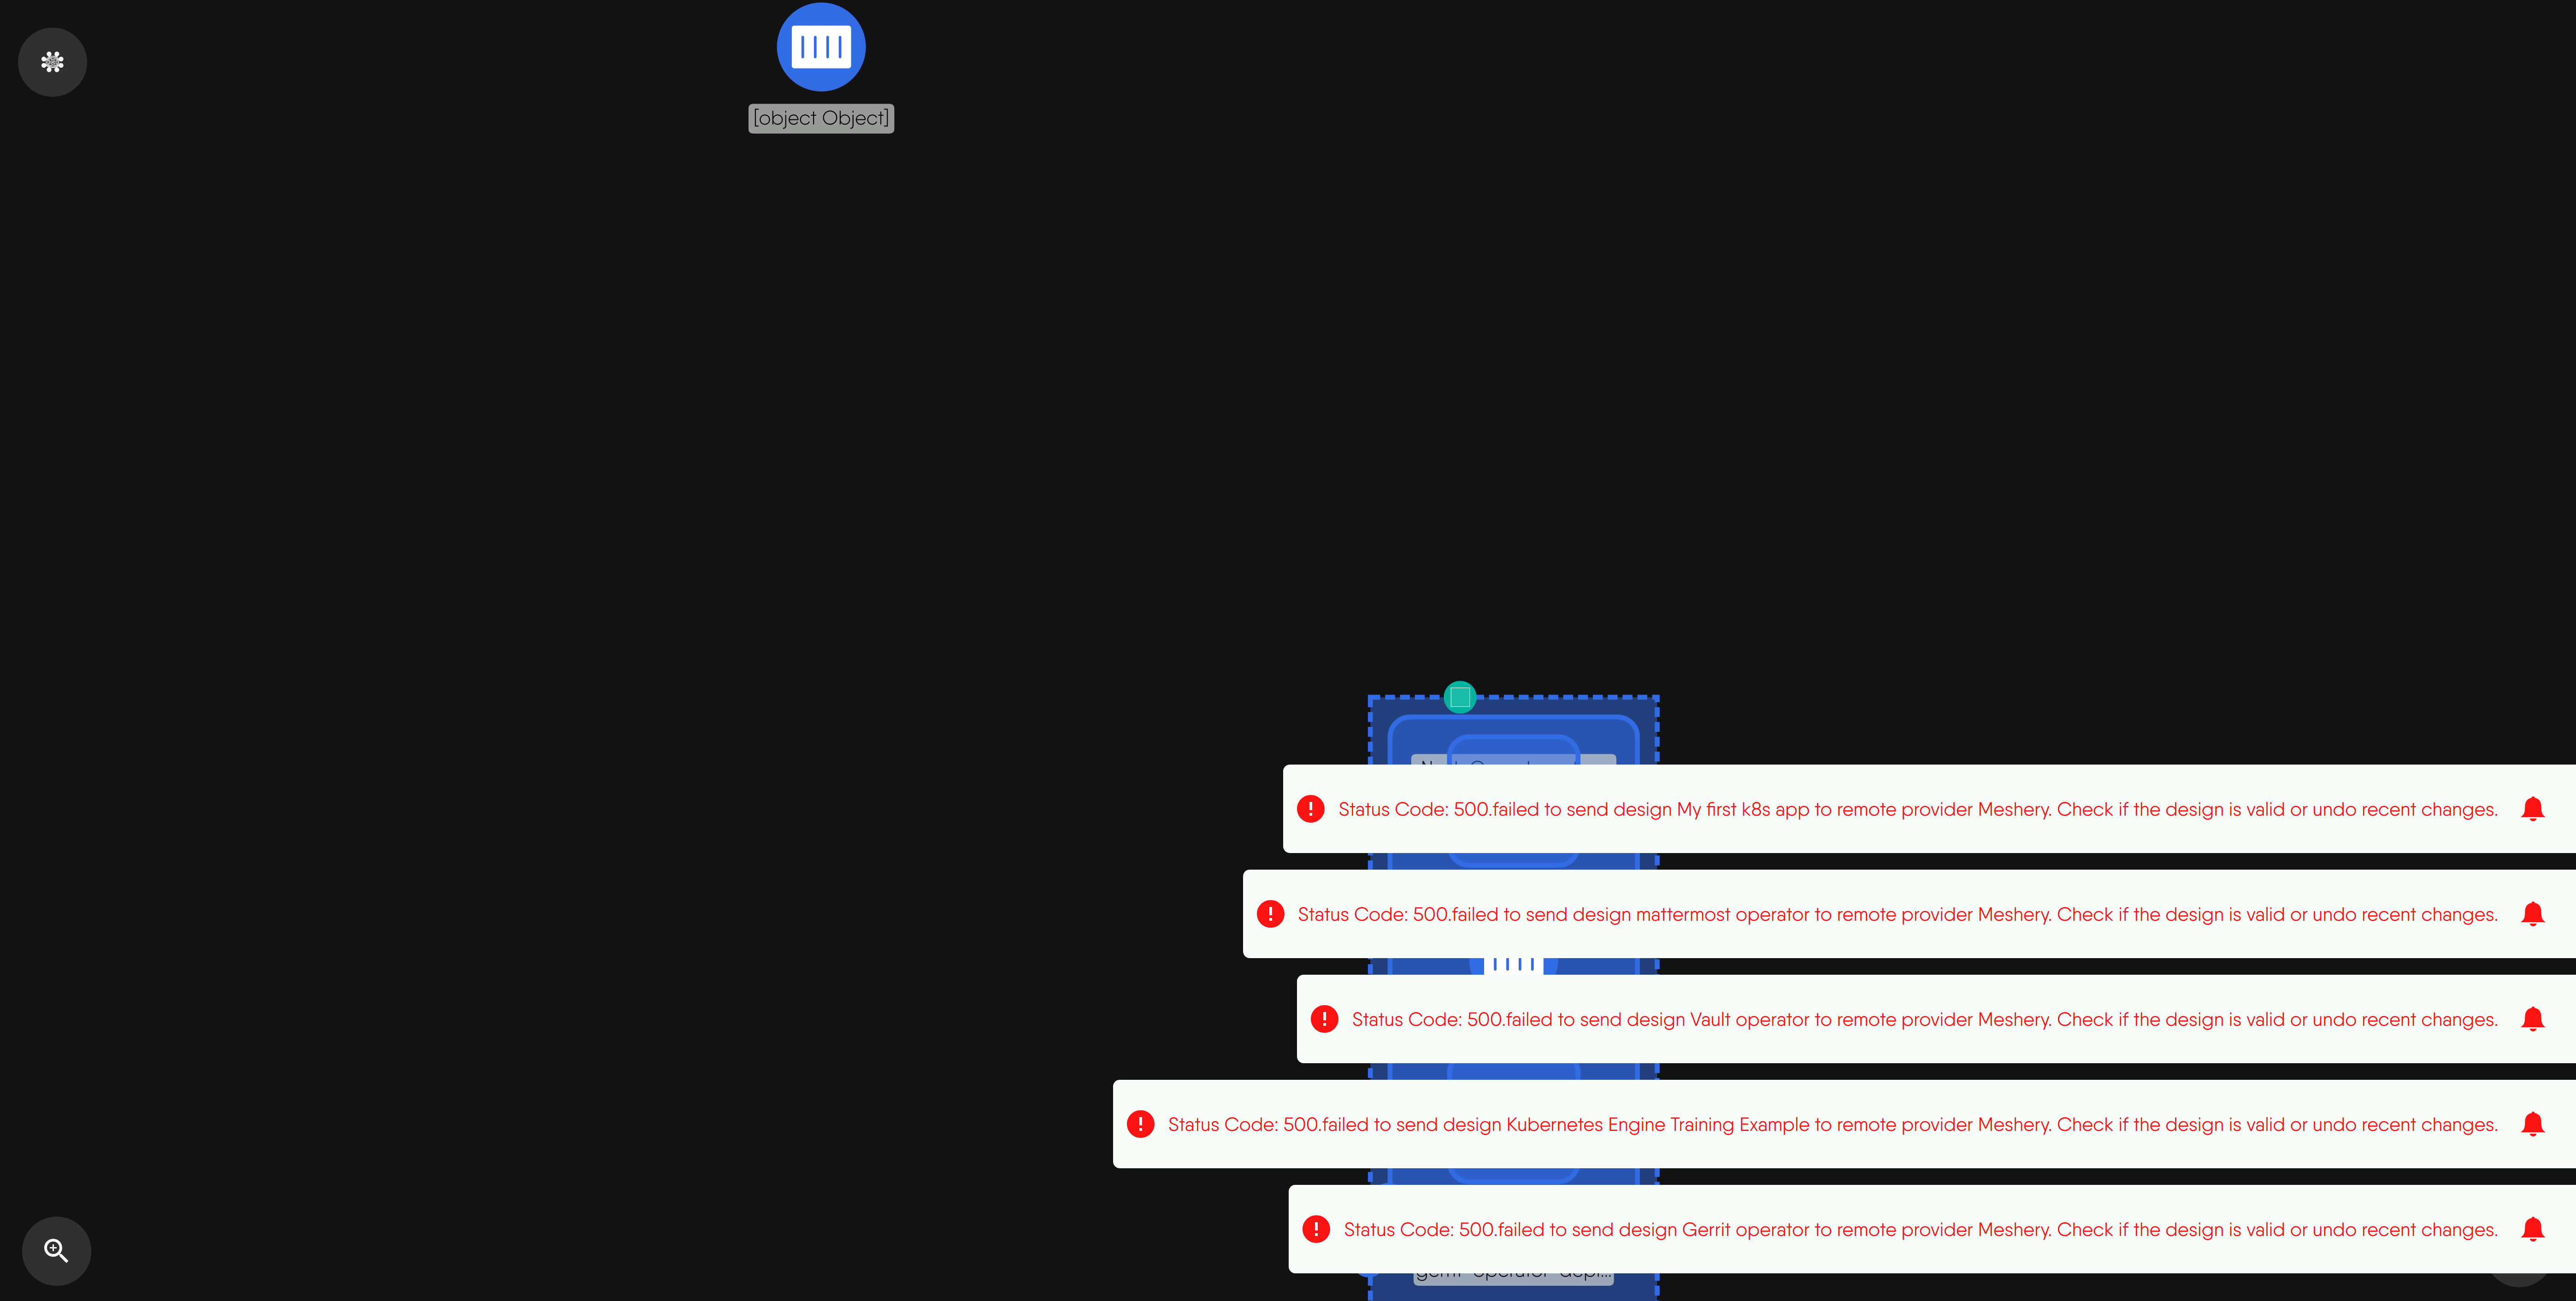 [object Object]
Status Code: 500.failed to send design My first k8s app to remote provider Meshery. Check if the design is valid or undo recent changes.
Status Code: 500.failed to send design mattermost operator to remote provider Meshery. Check if the design is valid or undo recent changes.
Status Code: 500.failed to send design Vault operator to remote provider Meshery. Check if the design is valid or undo recent changes.
Status Code: 500.failed to send design Kubernetes Engine Training Example to remote provider Meshery. Check if the design is valid or undo recent changes.
Status Code: 500.failed to send design Gerrit operator to remote provider Meshery. Check if the design is valid or undo recent changes.
gerrit-operator-depl...